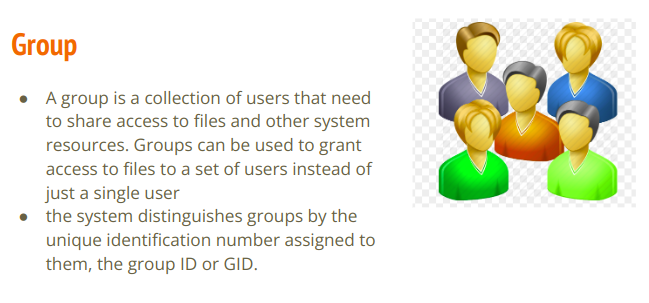 Group
● A group is a collection of users that need
to share access to files and other system
resources. Groups can be used to grant
access to files to a set of users instead of
just a single user
● the system distinguishes groups by the
unique identification number assigned to
them, the group ID or GID.